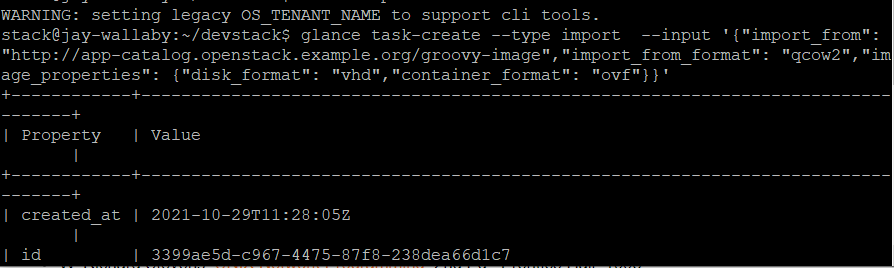 WARNING: setting legacy OS_TENANT_NAME to support cli tools.
stack@jay-wallaby:~/devstack$ glance task-create --type import  --input '{"import_from":
"http://app-catalog.openstack.example.org/groovy-image","import_from_format": "qcow2","im
age_properties": {"disk_format": "vhd","container_format": "ovf"}}'
+------------+---------------------------------------------------------------------------
-------+
| Property   | Value
       |
+------------+---------------------------------------------------------------------------
-------+
| created_at | 2021-10-29T11:28:05Z
       |
| id         | 3399ae5d-c967-4475-87f8-238dea66d1c7